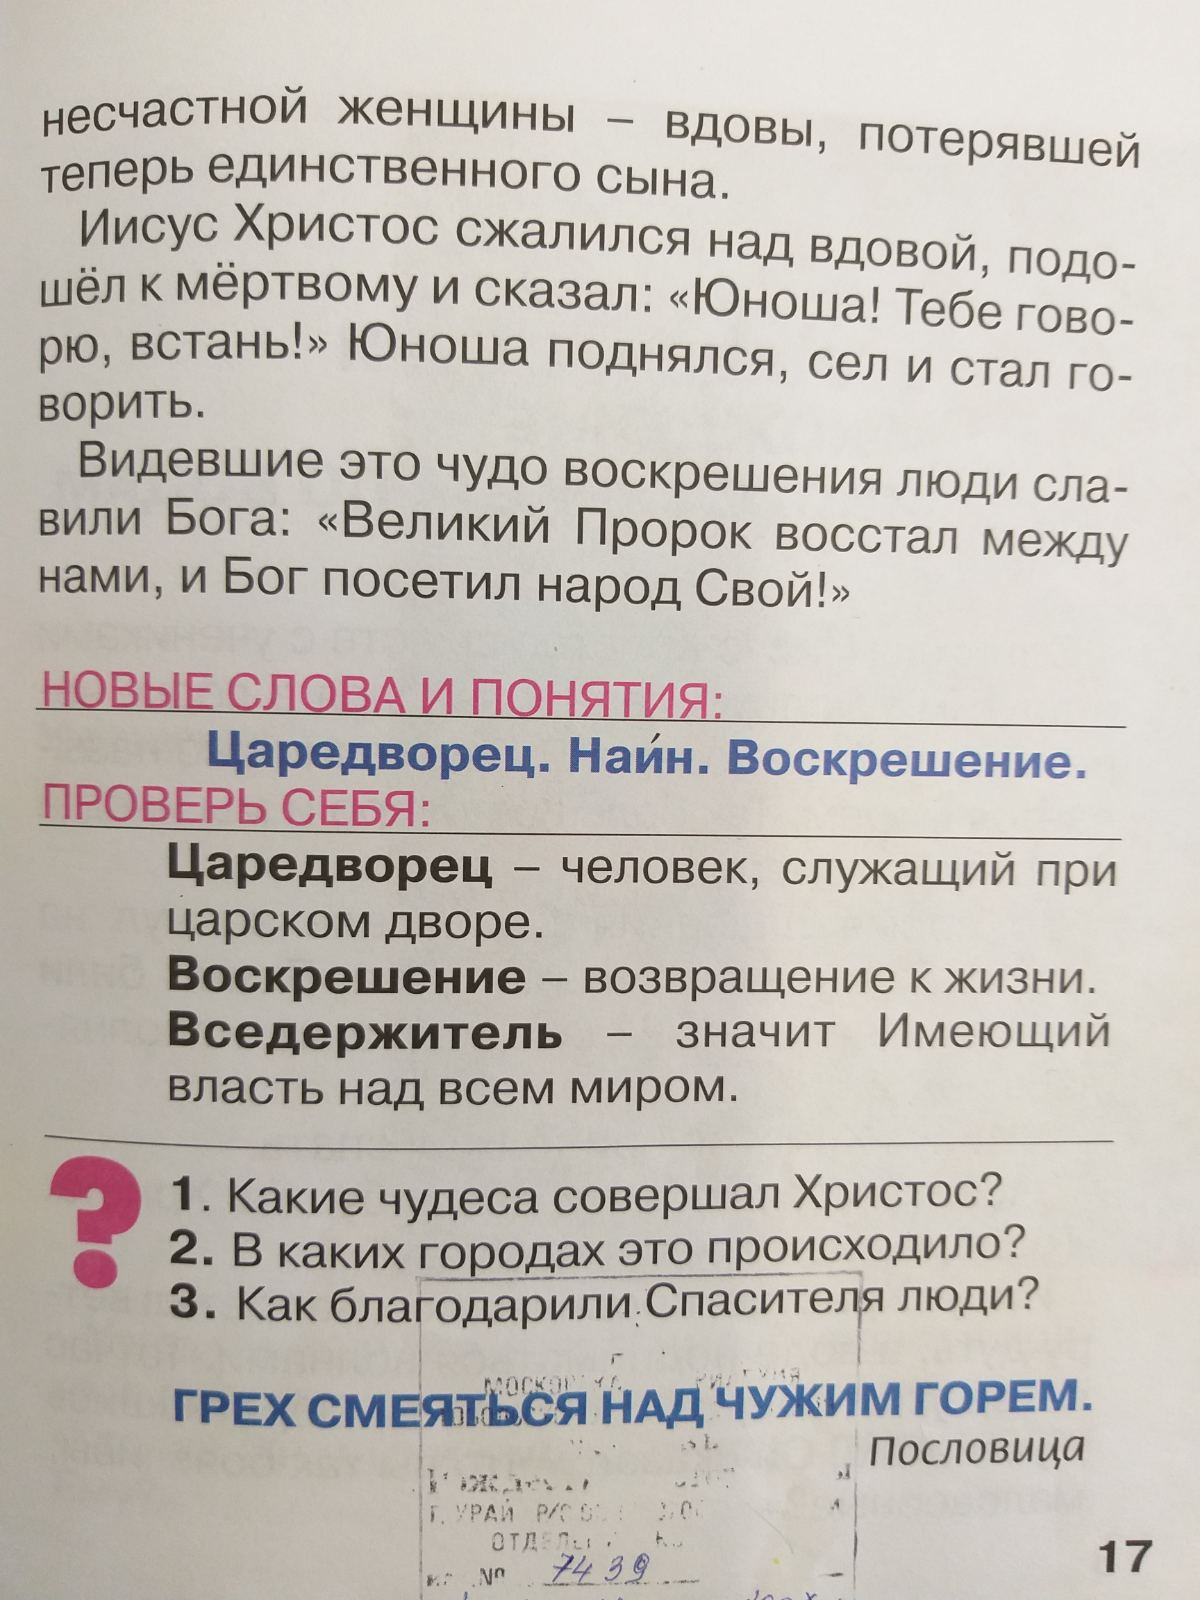 несчастной женщины – вдовы, потерявшей
теперь единственного сына.
Иисус Христос сжалился над вдовой, подо-
шёл к мёртвому и сказал: «Юноша! Тебе гово-
рю, встань!» Юноша поднялся, сел и стал го-
ворить.
Видевшие это чудо воскрешения люди сла-
вили Бога: «Великий Пророк восстал между
нами, и Бог посетил народ Свой!»
НОВЫЕ СЛОВА И ПОНЯТИЯ:
Царедворец. Наи́н. Воскрешение.
ПРОВЕРЬ СЕБЯ:
Царедворец – человек, служащий при
царском дворе.
Воскрешение – возвращение к жизни.
Вседержитель – значит Имеющий
власть над всем миром.
?
1. Какие чудеса совершал Христос?
2. В каких городах это происходило?
3. Как благодарили Спасителя люди?
ГРЕХ СМЕЯТЬСЯ НАД ЧУЖИМ ГОРЕМ.
Пословица
Г. УРАЙ Р/С
№ 7439
17